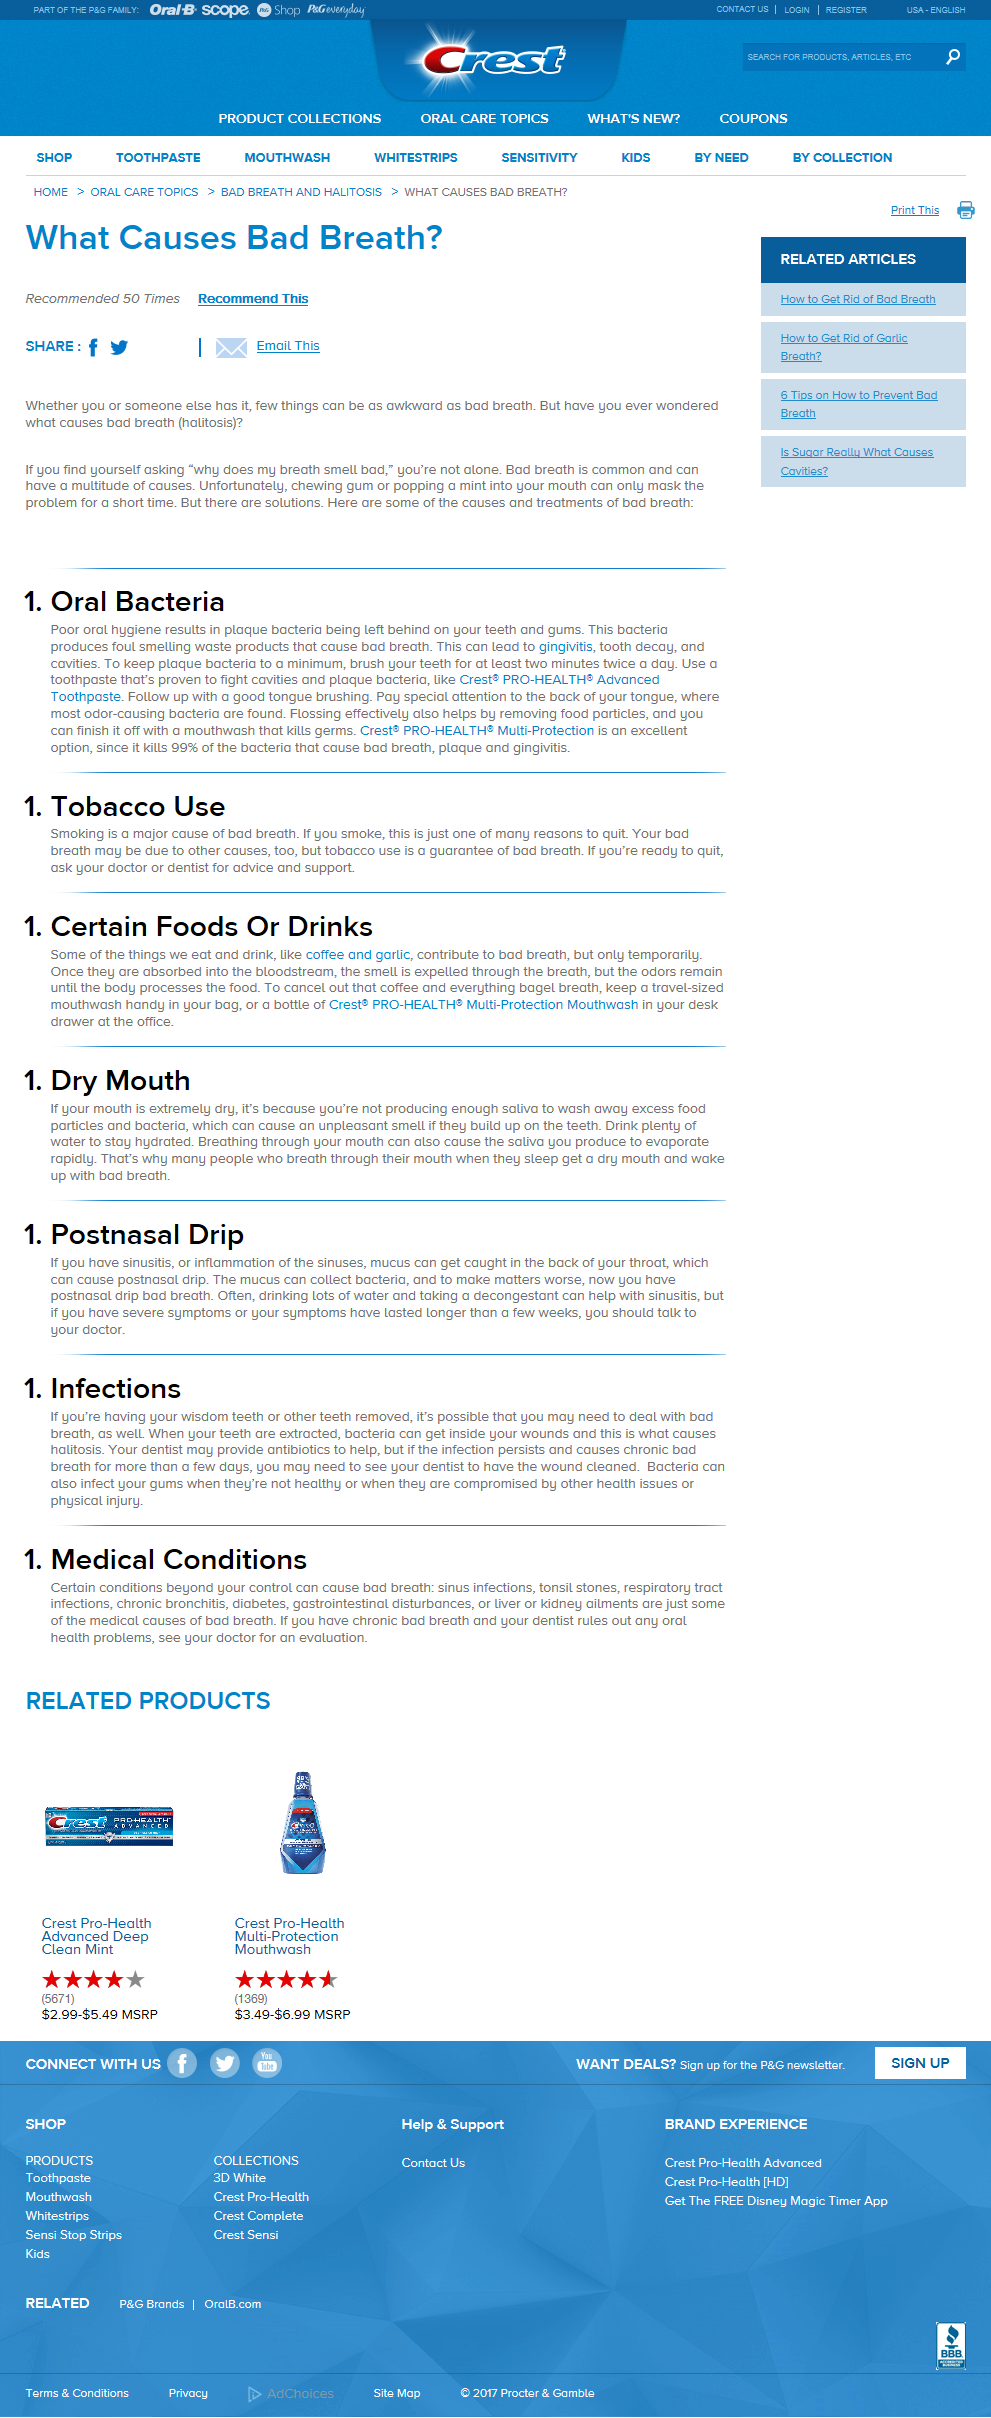 PART OF THE P&G FAMILY: Oral-B scope P&G Shop P&G everyday CONTACT US | LOGIN | REGISTER USA - ENGLISH
Crest
SEARCH FOR PRODUCTS, ARTICLES, ETC
PRODUCT COLLECTIONS ORAL CARE TOPICS WHAT'S NEW? COUPONS
SHOP TOOTHPASTE MOUTHWASH WHITESTRIPS SENSITIVITY KIDS BY NEED BY COLLECTION
HOME > ORAL CARE TOPICS > BAD BREATH AND HALITOSIS > WHAT CAUSES BAD BREATH?
Print This
What Causes Bad Breath?
Recommended 50 Times Recommend This
SHARE : | Email This
RELATED ARTICLES
How to Get Rid of Bad Breath
How to Get Rid of Garlic
Breath?
6 Tips on How to Prevent Bad
Breath
Is Sugar Really What Causes
Cavities?
Whether you or someone else has it, few things can be as awkward as bad breath. But have you ever wondered
what causes bad breath (halitosis)?
If you find yourself asking “why does my breath smell bad,” you’re not alone. Bad breath is common and can
have a multitude of causes. Unfortunately, chewing gum or popping a mint into your mouth can only mask the
problem for a short time. But there are solutions. Here are some of the causes and treatments of bad breath:
1. Oral Bacteria
Poor oral hygiene results in plaque bacteria being left behind on your teeth and gums. This bacteria
produces foul smelling waste products that cause bad breath. This can lead to gingivitis, tooth decay, and
cavities. To keep plaque bacteria to a minimum, brush your teeth for at least two minutes twice a day. Use a
toothpaste that’s proven to fight cavities and plaque bacteria, like Crest® PRO-HEALTH® Advanced
Toothpaste. Follow up with a good tongue brushing. Pay special attention to the back of your tongue, where
most odor-causing bacteria are found. Flossing effectively also helps by removing food particles, and you
can finish it off with a mouthwash that kills germs. Crest® PRO-HEALTH® Multi-Protection is an excellent
option, since it kills 99% of the bacteria that cause bad breath, plaque and gingivitis.
1. Tobacco Use
Smoking is a major cause of bad breath. If you smoke, this is just one of many reasons to quit. Your bad
breath may be due to other causes, too, but tobacco use is a guarantee of bad breath. If you’re ready to quit,
ask your doctor or dentist for advice and support.
1. Certain Foods Or Drinks
Some of the things we eat and drink, like coffee and garlic, contribute to bad breath, but only temporarily.
Once they are absorbed into the bloodstream, the smell is expelled through the breath, but the odors remain
until the body processes the food. To cancel out that coffee and everything bagel breath, keep a travel-sized
mouthwash handy in your bag, or a bottle of Crest® PRO-HEALTH® Multi-Protection Mouthwash in your desk
drawer at the office.
1. Dry Mouth
If your mouth is extremely dry, it’s because you’re not producing enough saliva to wash away excess food
particles and bacteria, which can cause an unpleasant smell if they build up on the teeth. Drink plenty of
water to stay hydrated. Breathing through your mouth can also cause the saliva you produce to evaporate
rapidly. That’s why many people who breath through their mouth when they sleep get a dry mouth and wake
up with bad breath.
1. Postnasal Drip
If you have sinusitis, or inflammation of the sinuses, mucus can get caught in the back of your throat, which
can cause postnasal drip. The mucus can collect bacteria, and to make matters worse, now you have
postnasal drip bad breath. Often, drinking lots of water and taking a decongestant can help with sinusitis, but
if you have severe symptoms or your symptoms have lasted longer than a few weeks, you should talk to
your doctor.
1. Infections
If you’re having your wisdom teeth or other teeth removed, it’s possible that you may need to deal with bad
breath, as well. When your teeth are extracted, bacteria can get inside your wounds and this is what causes
halitosis. Your dentist may provide antibiotics to help, but if the infection persists and causes chronic bad
breath for more than a few days, you may need to see your dentist to have the wound cleaned. Bacteria can
also infect your gums when they’re not healthy or when they are compromised by other health issues or
physical injury.
1. Medical Conditions
Certain conditions beyond your control can cause bad breath: sinus infections, tonsil stones, respiratory tract
infections, chronic bronchitis, diabetes, gastrointestinal disturbances, or liver or kidney ailments are just some
of the medical causes of bad breath. If you have chronic bad breath and your dentist rules out any oral
health problems, see your doctor for an evaluation.
RELATED PRODUCTS
Crest PRO-HEALTH
ADVANCED
Crest Pro-Health
Advanced Deep
Clean Mint
(5671)
$2.99-$5.49 MSRP
Crest Pro-Health
Multi-Protection
Mouthwash
(1369)
$3.49-$6.99 MSRP
CONNECT WITH US You Tube WANT DEALS? Sign up for the P&G newsletter. SIGN UP
SHOP Help & Support BRAND EXPERIENCE
PRODUCTS COLLECTIONS Contact Us Crest Pro-Health Advanced
Toothpaste 3D White Crest Pro-Health [HD]
Mouthwash Crest Pro-Health Get The FREE Disney Magic Timer App
Whitestrips Crest Complete
Sensi Stop Strips Crest Sensi
Kids
RELATED P&G Brands | OralB.com
BBB
ACCREDITED
BUSINESS
Terms & Conditions Privacy AdChoices Site Map © 2017 Procter & Gamble